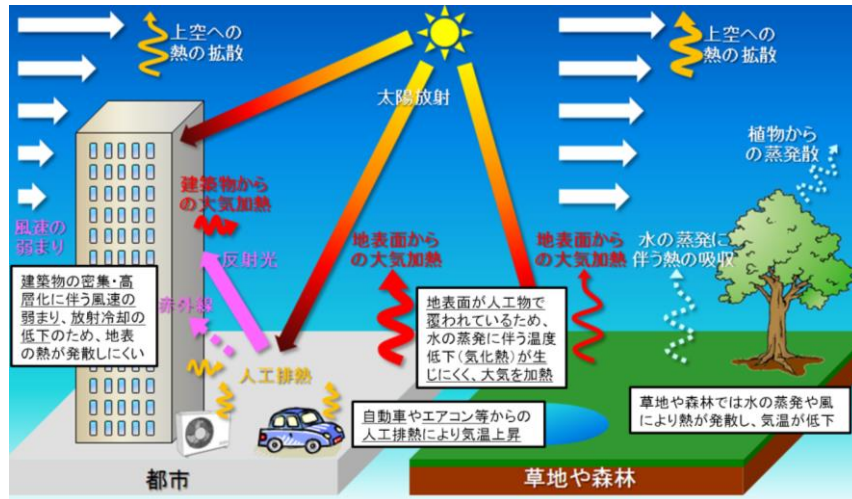 上空への
熱の拡散
太陽放射
上空への
熱の拡散
植物から
の蒸発散
建築物から
の大気加熱
風速の
弱まり
反射光
地表面から
の大気加熱
地表面から
の大気加熱
水の蒸発に
伴う熱の吸収
建築物の密集・高
層化に伴う風速の
弱まり、放射冷却の
低下のため、地表
の熱が発散しにくい
赤外線
地表面が人工物で
覆われているため、
水の蒸発に伴う温度
低下(気化熱)が生
じにくく、大気を加熱
人工排熱
自動車やエアコン等からの
人工排熱により気温上昇
草地や森林では水の蒸発や風
により熱が発散し、気温が低下
都市
草地や森林